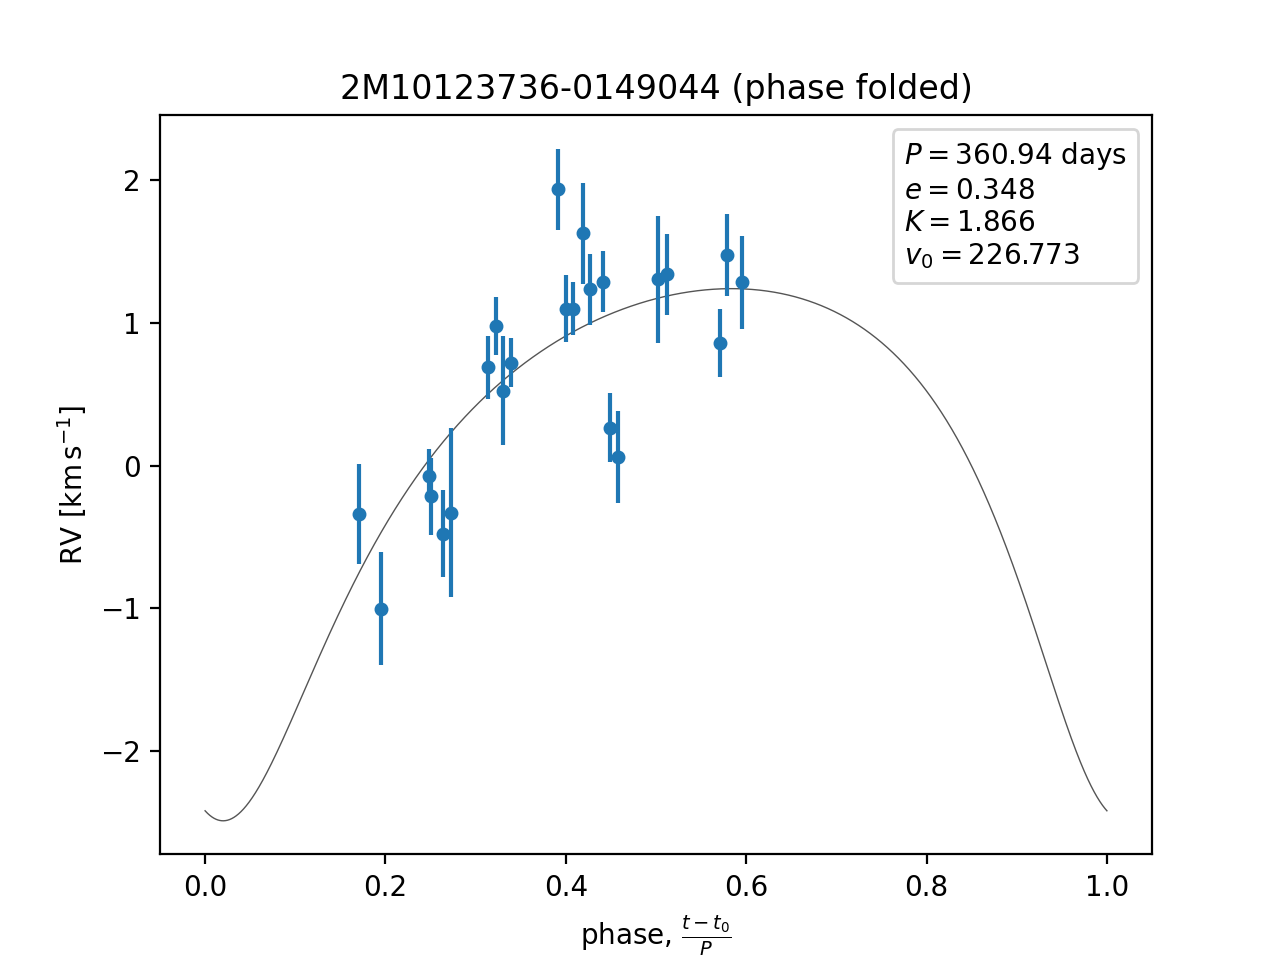 2M10123736-0149044 (phase folded)
P = 360.94 days
e = 0.348
K = 1.866
v₀ = 226.773
2
1
0
−1
−2
RV [km s⁻¹]
0.0 0.2 0.4 0.6 0.8 1.0
phase, (t − t₀)/P